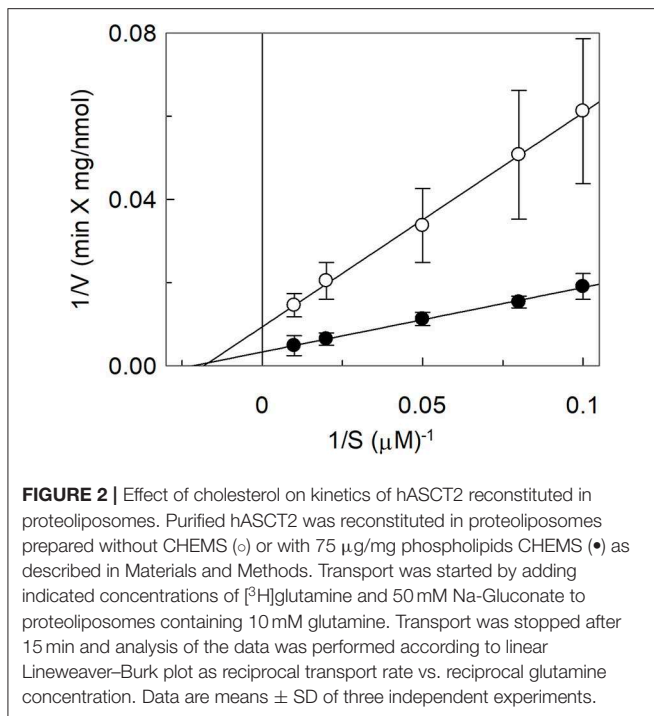 0.08
0.04
0.00
1/V (min X mg/nmol)
0
0.05
0.1
1/S (μM)⁻¹
FIGURE 2 | Effect of cholesterol on kinetics of hASCT2 reconstituted in
proteoliposomes. Purified hASCT2 was reconstituted in proteoliposomes
prepared without CHEMS (○) or with 75 μg/mg phospholipids CHEMS (●) as
described in Materials and Methods. Transport was started by adding
indicated concentrations of [³H]glutamine and 50 mM Na-Gluconate to
proteoliposomes containing 10 mM glutamine. Transport was stopped after
15 min and analysis of the data was performed according to linear
Lineweaver–Burk plot as reciprocal transport rate vs. reciprocal glutamine
concentration. Data are means ± SD of three independent experiments.